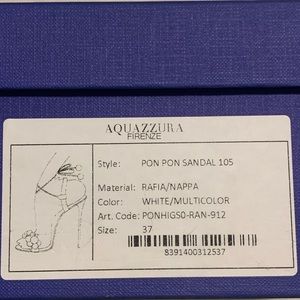 AQUAZZURA
FIRENZE
Style: PON PON SANDAL 105
Material: RAFIA/NAPPA
Color: WHITE/MULTICOLOR
Art. Code: PONHIGS0-RAN-912
Size: 37
8391400312537